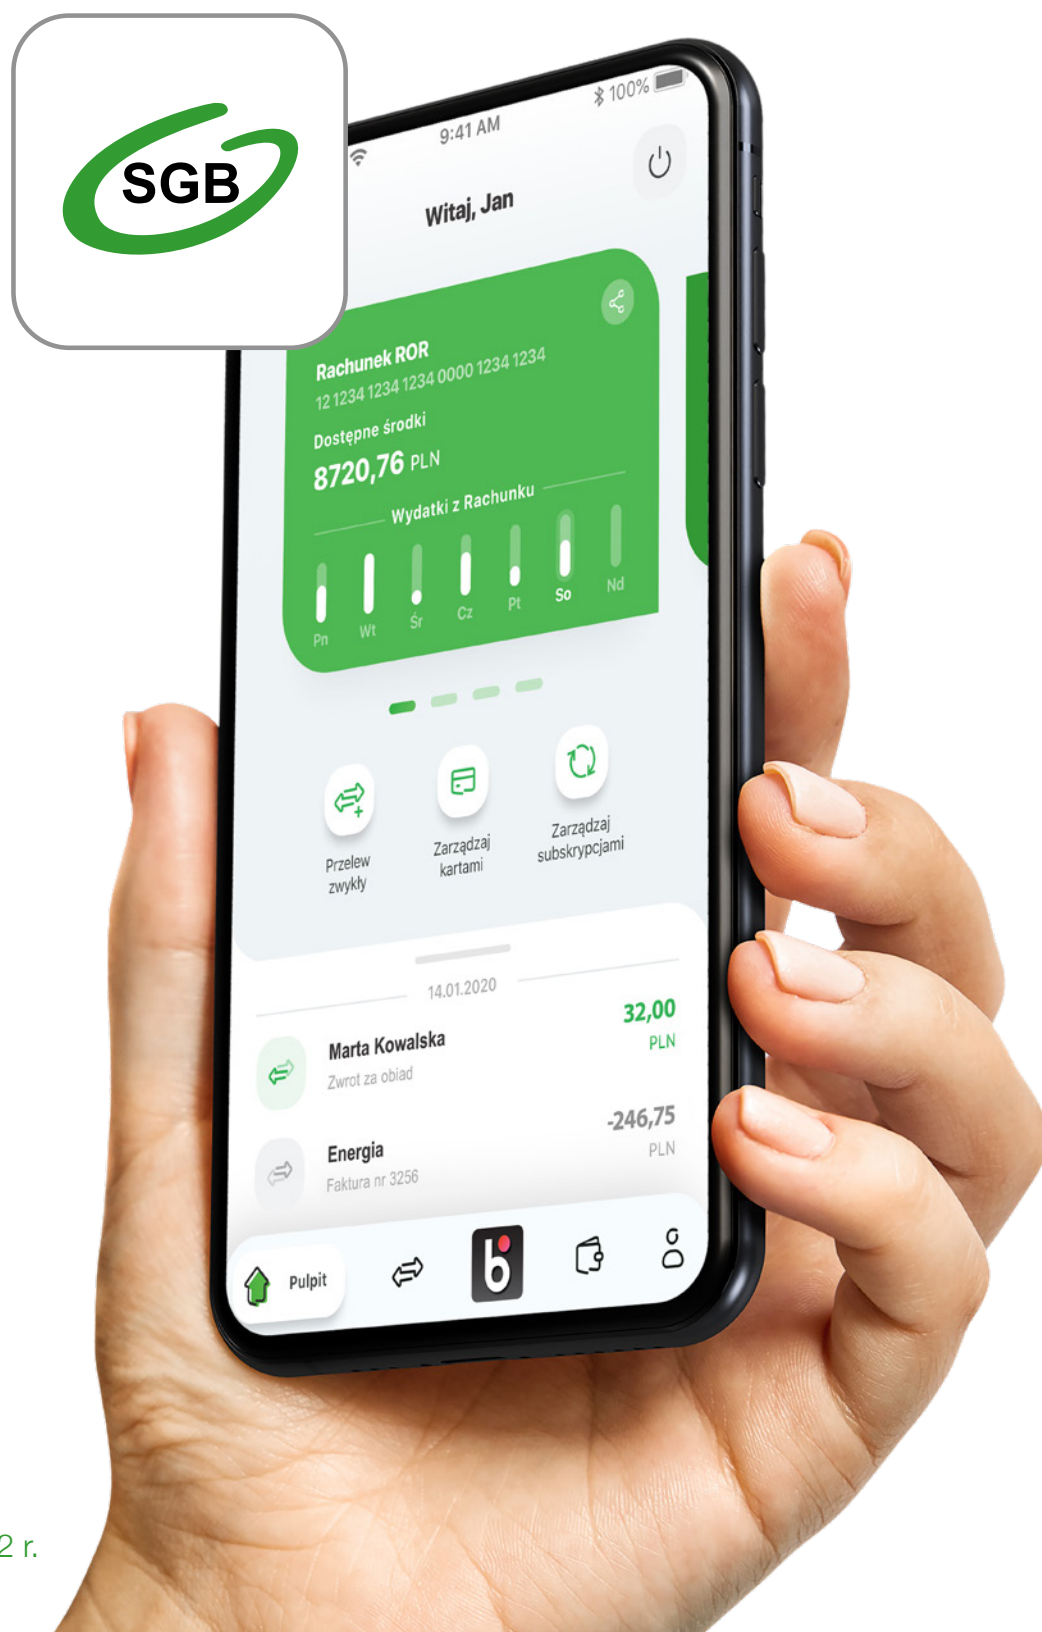 SGB
9:41 AM
100%
Witaj, Jan
Rachunek ROR
12 1234 1234 1234 0000 1234 1234
Dostępne środki
8720,76 PLN
Wydatki z Rachunku
Pn Wt Śr Cz Pt So Nd
Przelew
zwykły
Zarządzaj
kartami
Zarządzaj
subskrypcjami
14.01.2020
Marta Kowalska
32,00
Zwrot za obiad
PLN
Energia
-246,75
Faktura nr 3256
PLN
Pulpit
b
2 r.